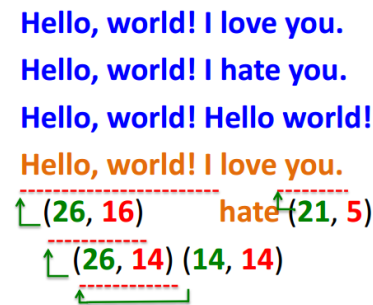 Hello, world! I love you.
Hello, world! I hate you.
Hello, world! Hello world!
Hello, world! I love you.
(26, 16) hate (21, 5)
(26, 14) (14, 14)